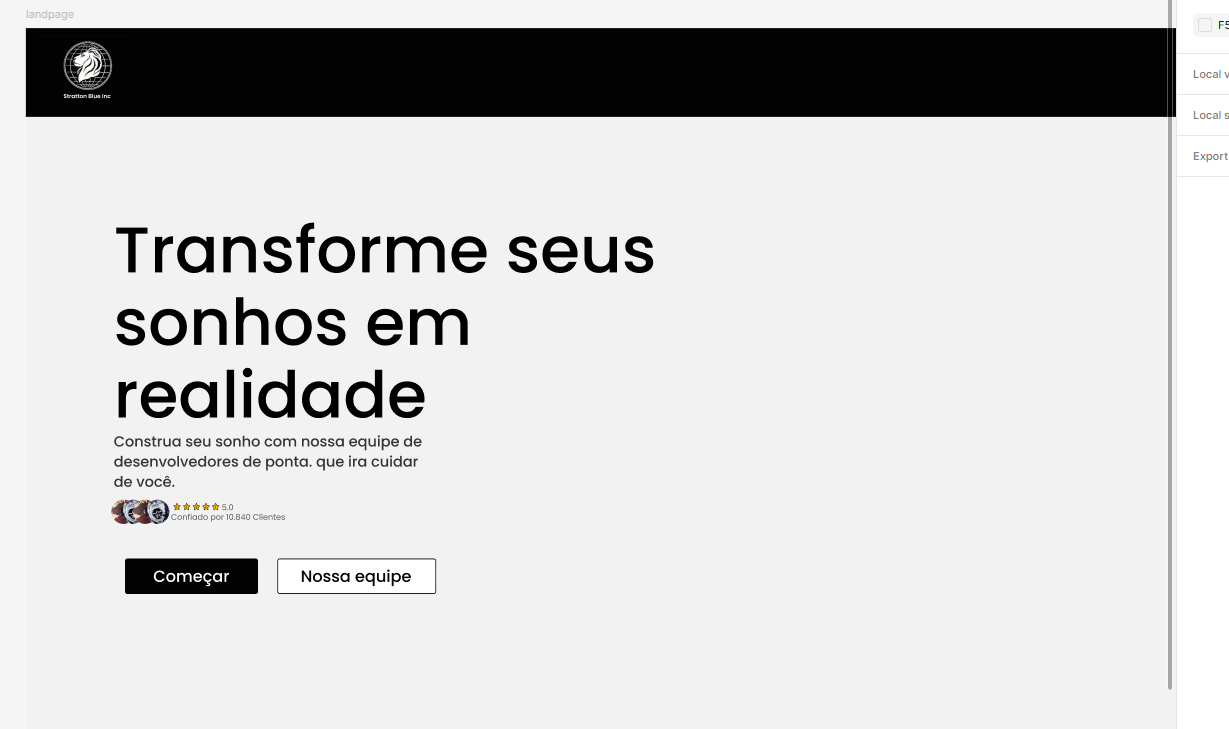 landpage
Stratton Blue Inc
Transforme seus
sonhos em
realidade
Construa seu sonho com nossa equipe de
desenvolvedores de ponta. que ira cuidar
de você.
5.0
Confiado por 10.840 Clientes
Começar
Nossa equipe
Local
Local
Export